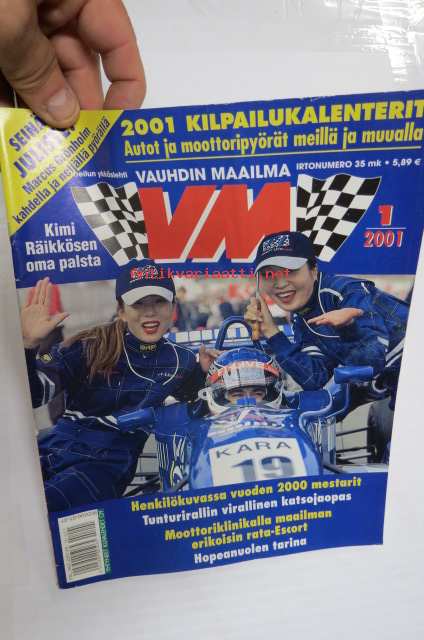 2001 KILPAILUKALENTERIT
Autot ja moottoripyörät meillä ja muualla
Marcus Grönholm
kahdella ja neljällä pyörällä
VAUHDIN MAAILMA
IRTONUMERO 35 mk • 5,89 €
VM
1
2001
Kimi
Räikkösen
oma palsta
antikvariaatti.net
KARA
19
Henkilökuvassa vuoden 2000 mestarit
Tunturirallin virallinen katsojaopas
Moottoriklinikalla maailman
erikoisin rata-Escort
Hopeanuolen tarina